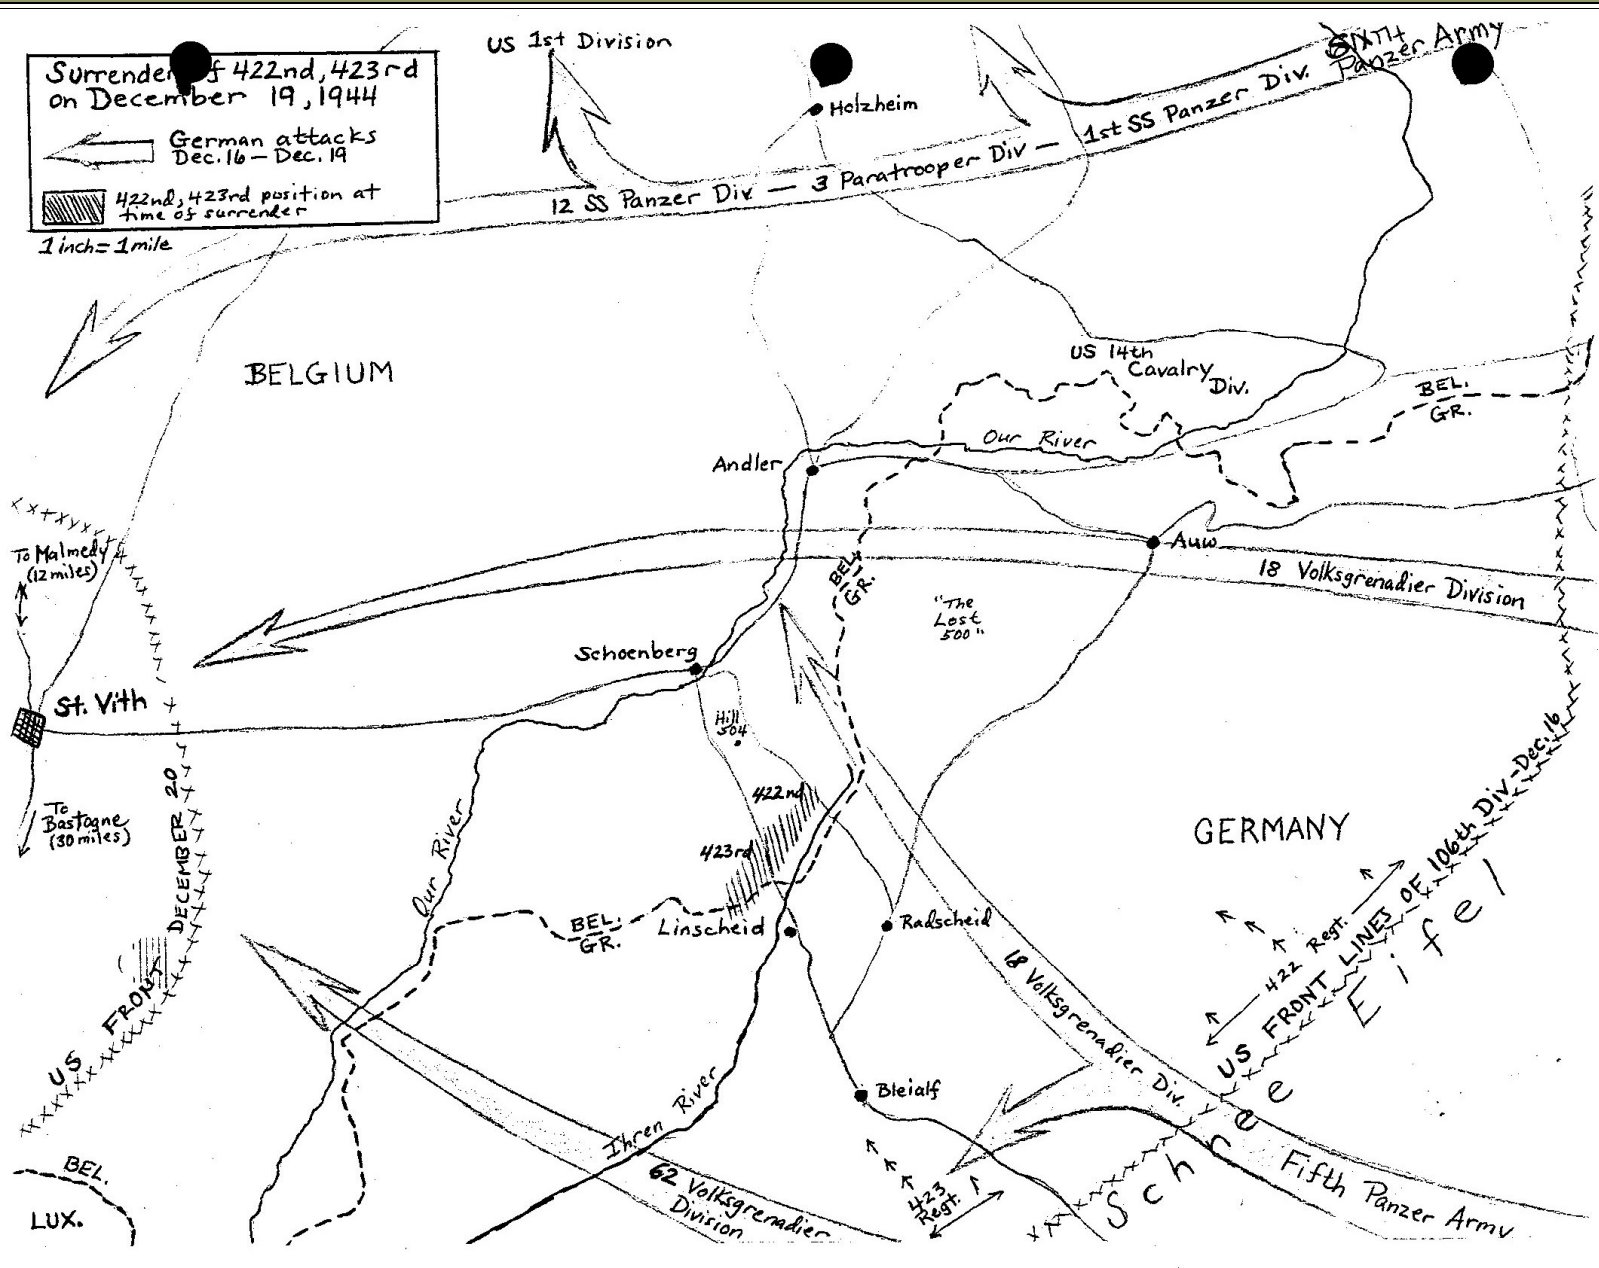 Surrender of 422nd, 423rd
on December 19, 1944
German attacks
Dec. 16 — Dec. 19
422nd, 423rd position at
time of surrender
1 inch = 1 mile
US 1st Division
Holzheim
SIXTH
Panzer Army
12 SS Panzer Div. — 3 Paratrooper Div — 1st SS Panzer Div.
BELGIUM
US 14th
Cavalry
Div.
BEL.
GR.
Our River
Andler
Auw
18 Volksgrenadier Division
BEL.
GR.
"The
Lost
500"
To Malmedy
(12 miles)
Schoenberg
St. Vith
Hill
504
422nd
423rd
To
Bastogne
(30 miles)
GERMANY
Our River
BEL.
GR.
Linscheid
Radscheid
US FRONT DECEMBER 20
422 Regt.
US FRONT LINES OF 106th Div - Dec. 16
Schnee Eifel
18 Volksgrenadier Div.
Bleialf
Ihren River
423
Regt.
62 Volksgrenadier
Division
Fifth Panzer Army
BEL.
LUX.